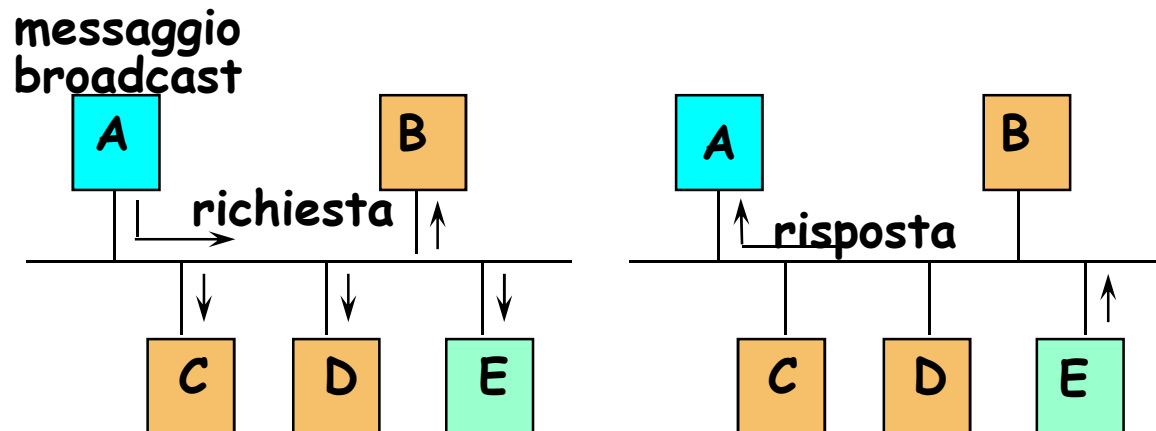 messaggio
broadcast
A B A B
richiesta
risposta
C D E C D E